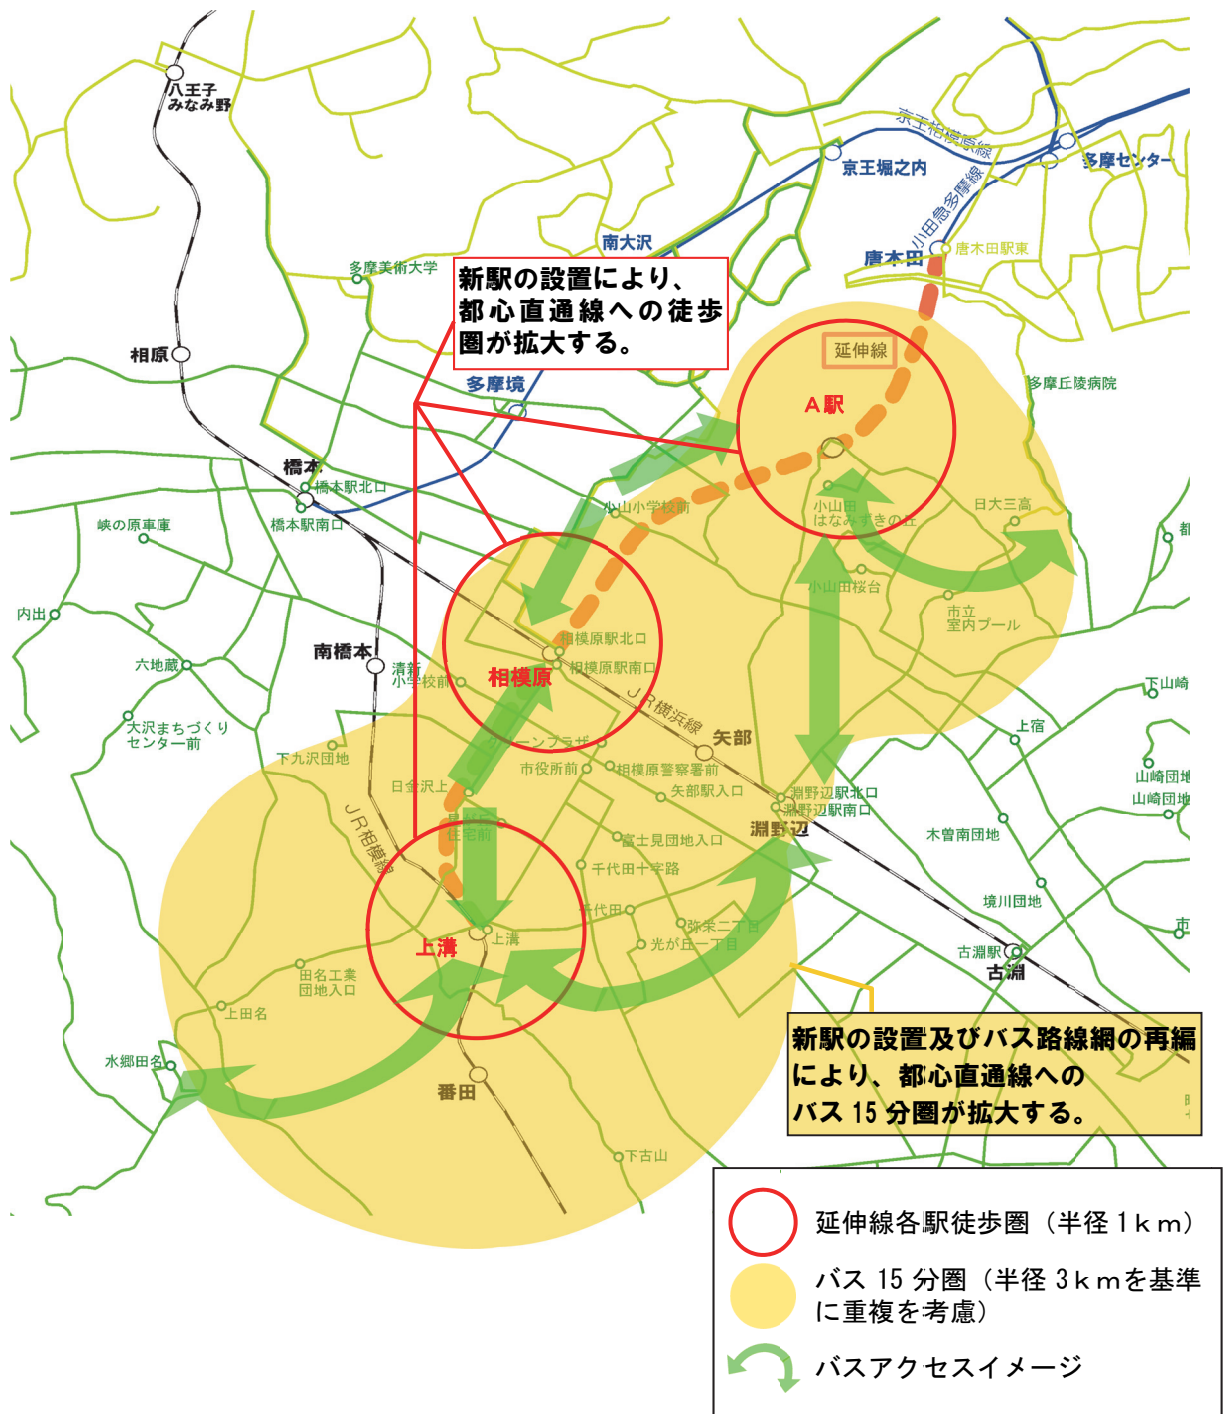 八王子
みなみ野
京王相模原線
京王堀之内
多摩センター
小田急多摩線
南大沢
唐木田
唐木田駅東
多摩美術大学
新駅の設置により、
都心直通線への徒歩
圏が拡大する。
相原
延伸線
多摩境
多摩丘陵病院
A駅
橋本
橋本駅北口
橋本駅南口
峡の原車庫
小山小学校前
小山田
はなみずきの丘
日大三高
小山田桜台
市立
室内プール
内出
六地蔵
南橋本
清新
小学校前
相模原駅北口
相模原駅南口
相模原
JR横浜線
下山崎
大沢まちづくり
センター前
下九沢団地
グリーンプラザ
矢部
上宿
市役所前
相模原警察署前
日金沢上
矢部駅入口
淵野辺駅北口
淵野辺駅南口
淵野辺
山崎団地
山崎団地
JR相模線
星が丘
住宅前
富士見団地入口
木曽南団地
千代田十字路
境川団地
千代田
弥栄二丁目
光が丘一丁目
上溝
上溝
古淵駅
古淵
田名工業
団地入口
上田名
水郷田名
番田
下古山
新駅の設置及びバス路線網の再編
により、都心直通線への
バス 15 分圏が拡大する。
延伸線各駅徒歩圏（半径 1ｋｍ）
バス 15 分圏（半径 3ｋｍを基準
に重複を考慮）
バスアクセスイメージ